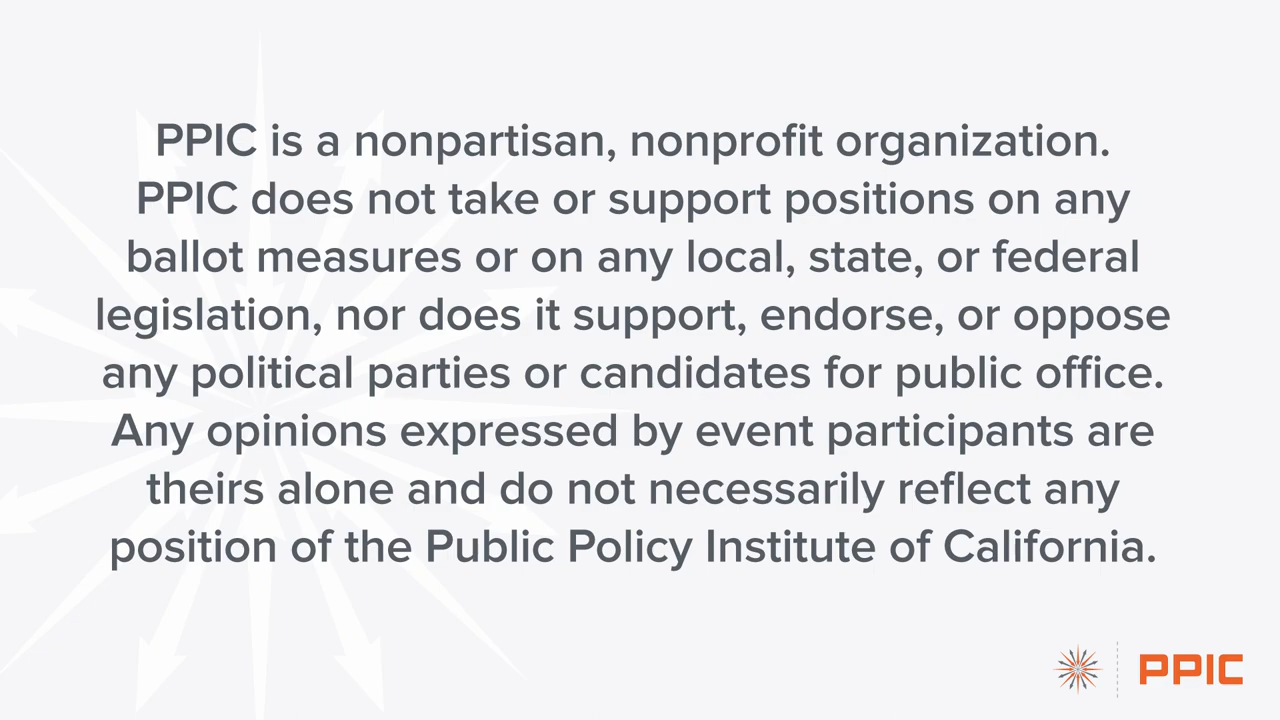 PPIC is a nonpartisan, nonprofit organization.
PPIC does not take or support positions on any
ballot measures or on any local, state, or federal
legislation, nor does it support, endorse, or oppose
any political parties or candidates for public office.
Any opinions expressed by event participants are
theirs alone and do not necessarily reflect any
position of the Public Policy Institute of California.
PPIC